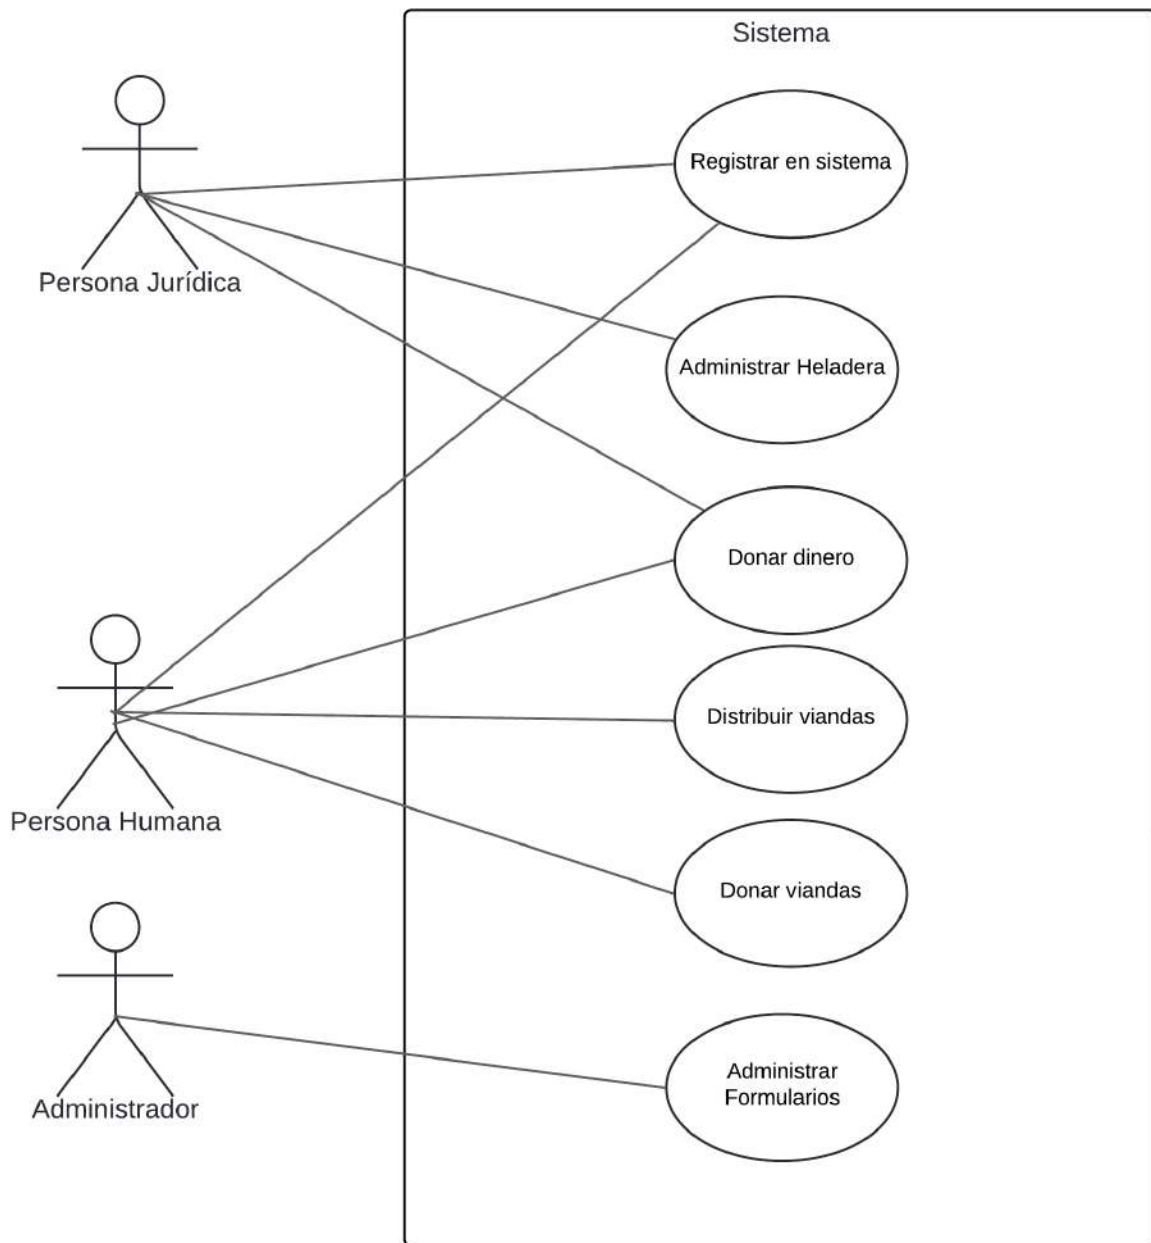 Sistema
Registrar en sistema
Persona Jurídica
Administrar Heladera
Donar dinero
Distribuir viandas
Persona Humana
Donar viandas
Administrar
Formularios
Administrador